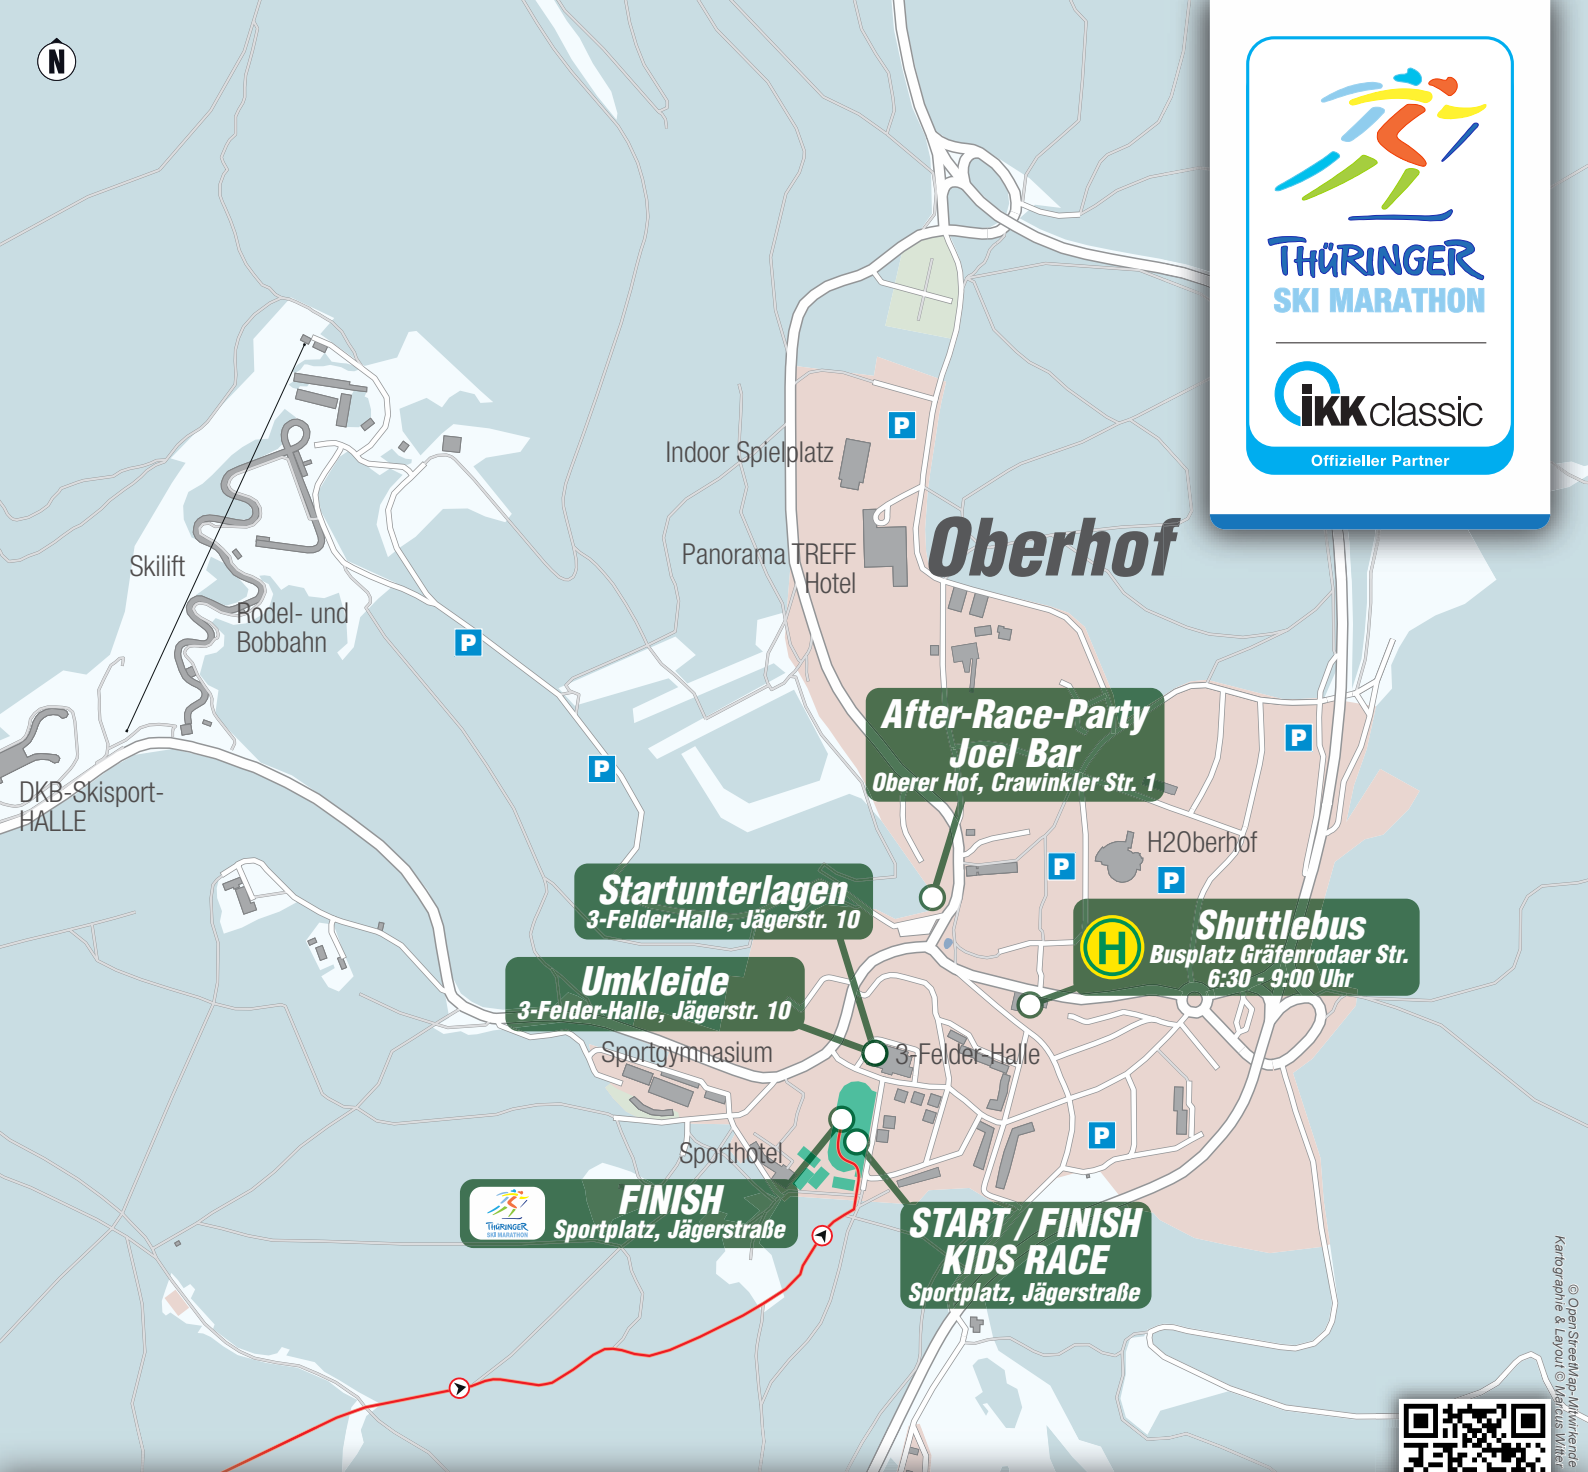 N
THÜRINGER
SKI MARATHON
IKK classic
Offizieller Partner
P
Indoor Spielplatz
Oberhof
Panorama TREFF
Hotel
Skilift
Rodel- und
Bobbahn
P
After-Race-Party
Joel Bar
Oberer Hof, Crawinkler Str. 1
P
P
DKB-Skisport-
HALLE
H2Oberhof
P
P
Startunterlagen
3-Felder-Halle, Jägerstr. 10
H
Shuttlebus
Busplatz Gräfenrodaer Str.
6:30 - 9:00 Uhr
Umkleide
3-Felder-Halle, Jägerstr. 10
Sportgymnasium
3-Felder-Halle
P
Sporthotel
THÜRINGER
SKI MARATHON
FINISH
Sportplatz, Jägerstraße
START / FINISH
KIDS RACE
Sportplatz, Jägerstraße
© OpenStreetMap-Mitwirkende
Kartographie & Layout © Marcus Witter